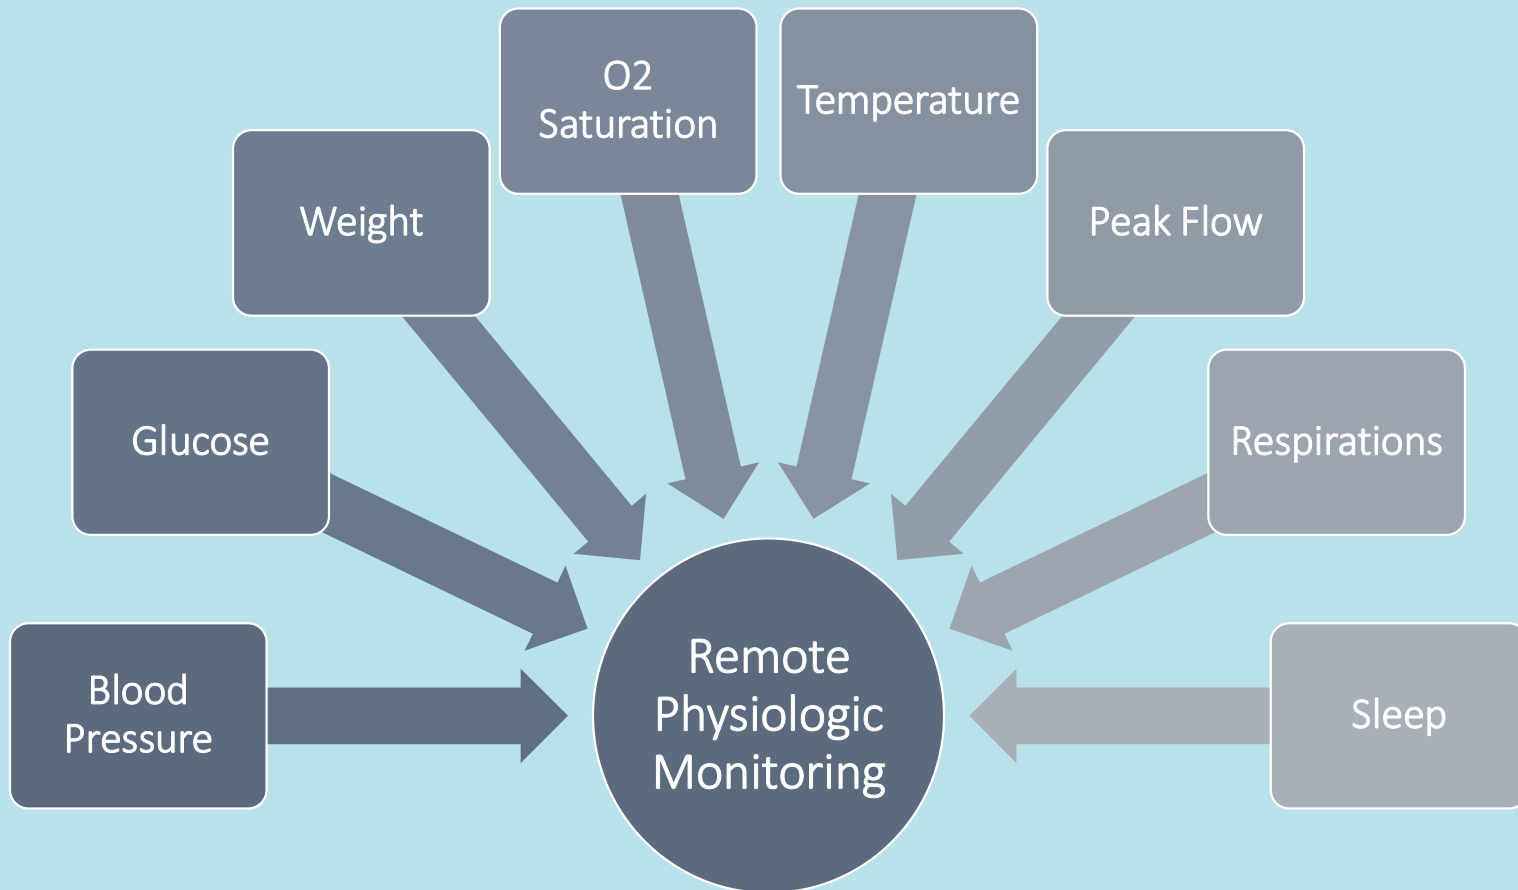 O2
Saturation
Temperature
Weight
Peak Flow
Glucose
Respirations
Blood
Pressure
Remote
Physiologic
Monitoring
Sleep